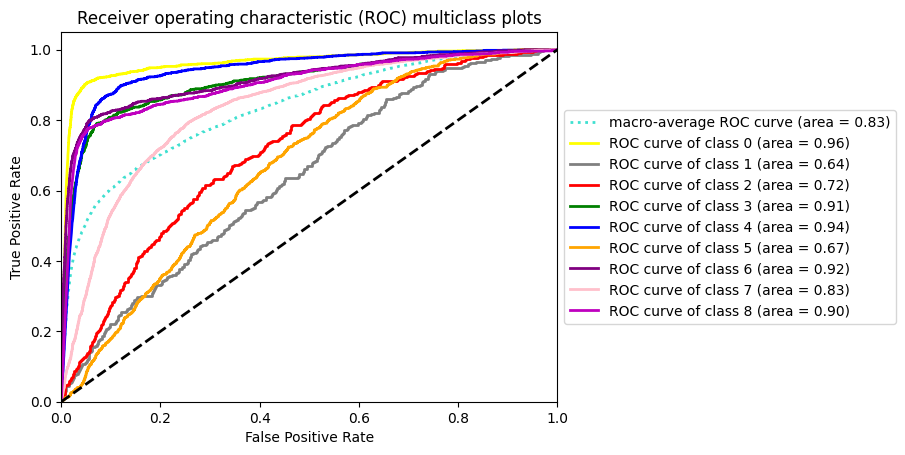 Receiver operating characteristic (ROC) multiclass plots
True Positive Rate
1.0
0.8
0.6
0.4
0.2
0.0
0.0 0.2 0.4 0.6 0.8 1.0
False Positive Rate
macro-average ROC curve (area = 0.83)
ROC curve of class 0 (area = 0.96)
ROC curve of class 1 (area = 0.64)
ROC curve of class 2 (area = 0.72)
ROC curve of class 3 (area = 0.91)
ROC curve of class 4 (area = 0.94)
ROC curve of class 5 (area = 0.67)
ROC curve of class 6 (area = 0.92)
ROC curve of class 7 (area = 0.83)
ROC curve of class 8 (area = 0.90)